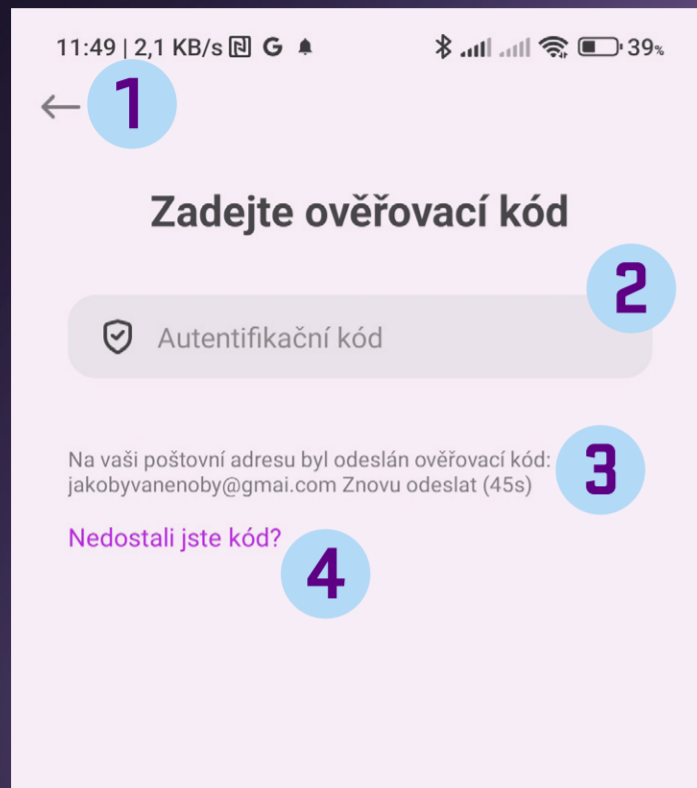 11:49 | 2,1 KB/s N G 39%
1
Zadejte ověřovací kód
2
Autentifikační kód
Na vaši poštovní adresu byl odeslán ověřovací kód:
jakobyvanenoby@gmai.com Znovu odeslat (45s)
3
Nedostali jste kód?
4